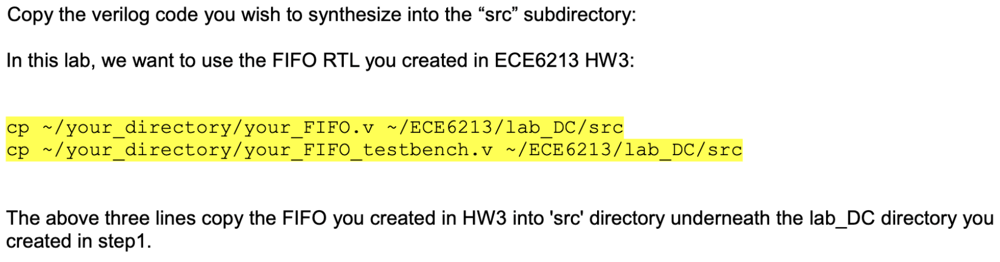 Copy the verilog code you wish to synthesize into the “src” subdirectory:
In this lab, we want to use the FIFO RTL you created in ECE6213 HW3:
cp ~/your_directory/your_FIFO.v ~/ECE6213/lab_DC/src
cp ~/your_directory/your_FIFO_testbench.v ~/ECE6213/lab_DC/src
The above three lines copy the FIFO you created in HW3 into 'src' directory underneath the lab_DC directory you
created in step1.